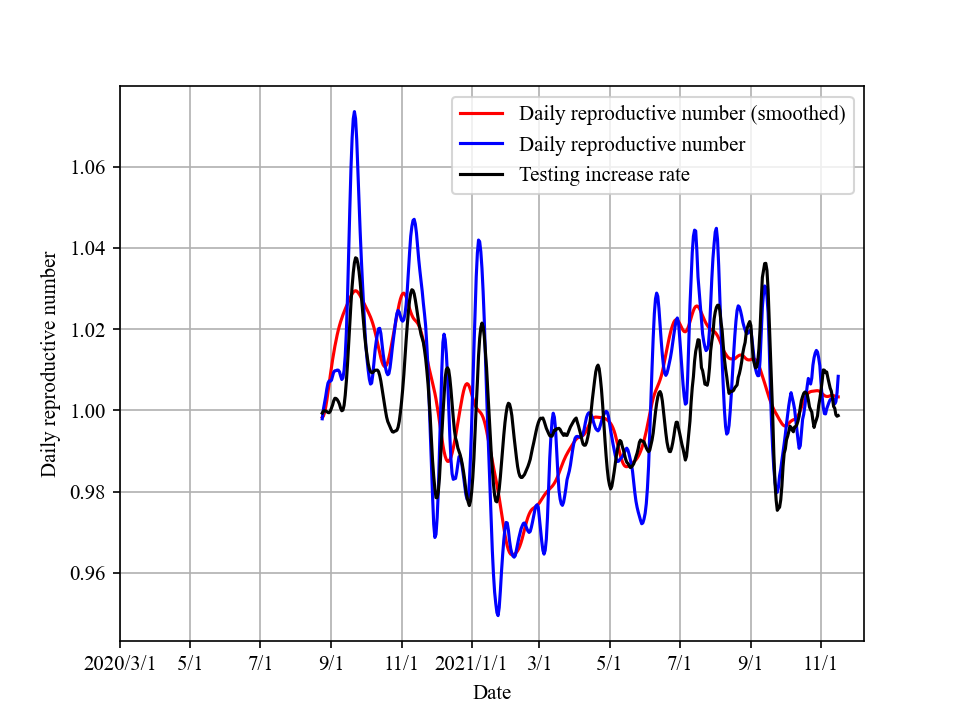 Daily reproductive number (smoothed)
Daily reproductive number
Testing increase rate
Daily reproductive number
1.06
1.04
1.02
1.00
0.98
0.96
2020/3/1 5/1 7/1 9/1 11/1 2021/1/1 3/1 5/1 7/1 9/1 11/1
Date